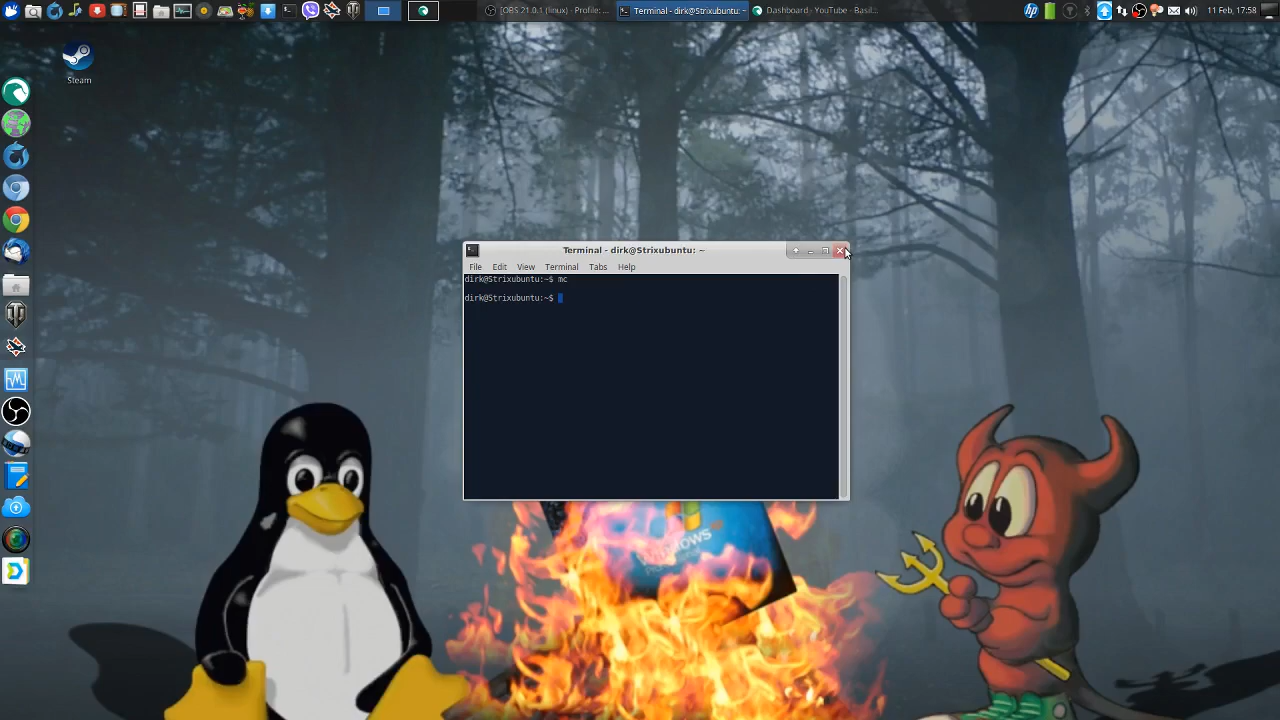 [OBS 21.0.1 (linux) - Profile: ...
Terminal - dirk@Strixubuntu: ~
Dashboard - YouTube - Basil...
11 Feb, 17:58
Steam
Terminal - dirk@Strixubuntu: ~
File Edit View Terminal Tabs Help
dirk@Strixubuntu:~$ mc
dirk@Strixubuntu:~$